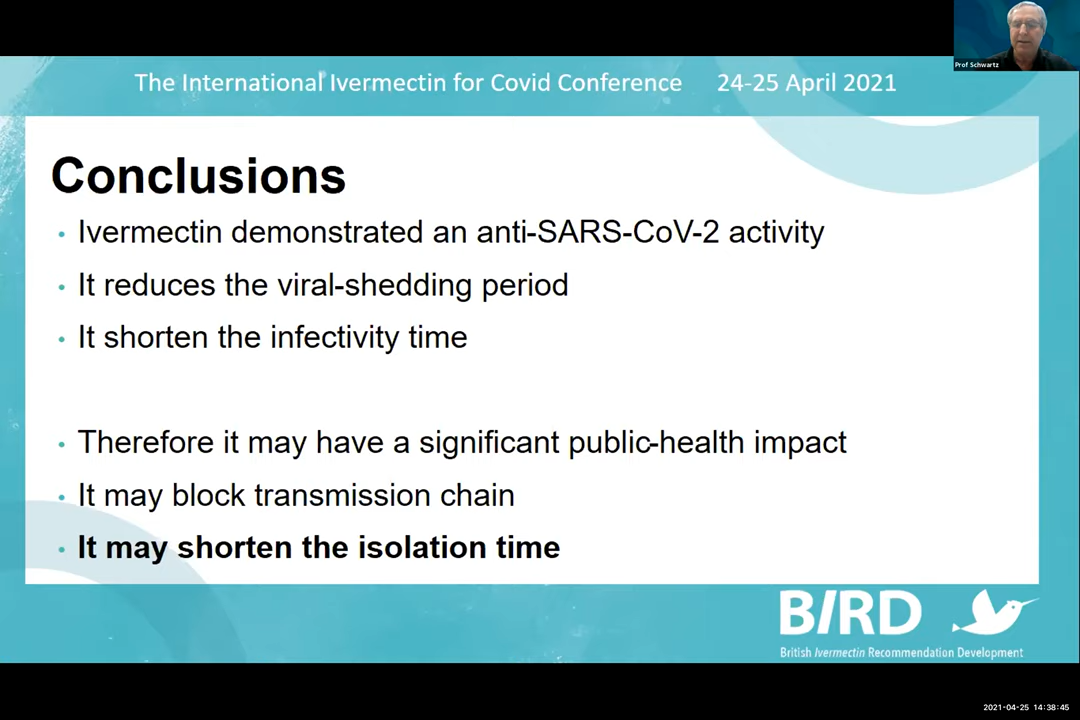 Prof Schwartz
The International Ivermectin for Covid Conference 24-25 April 2021
Conclusions
• Ivermectin demonstrated an anti-SARS-CoV-2 activity
• It reduces the viral-shedding period
• It shorten the infectivity time
• Therefore it may have a significant public-health impact
• It may block transmission chain
• It may shorten the isolation time
BIRD
British Ivermectin Recommendation Development
2021-04-25 14:38:45